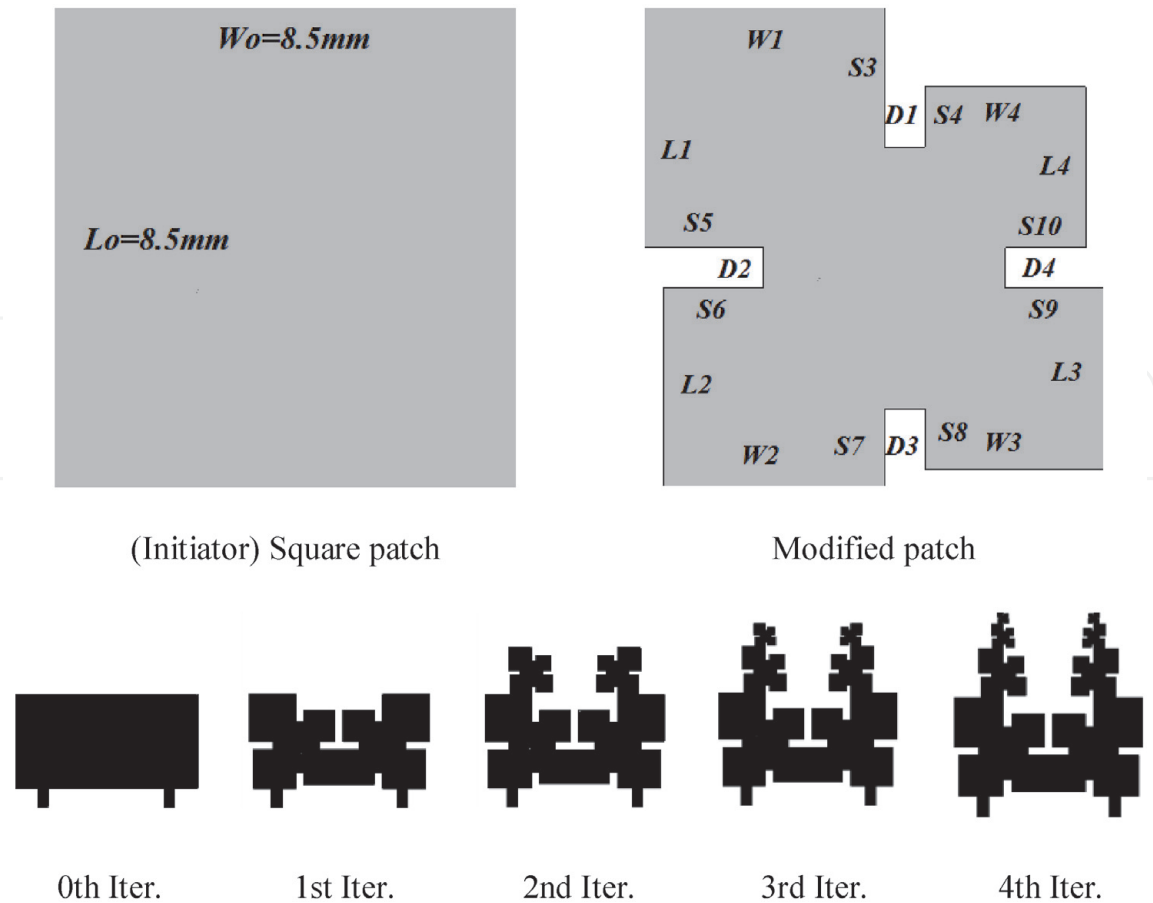 Wo=8.5mm
Lo=8.5mm
W1
S3
D1
S4
W4
L1
L4
S5
S10
D2
D4
S6
S9
L2
L3
W2
S7
D3
S8
W3
(Initiator) Square patch
Modified patch
0th Iter.
1st Iter.
2nd Iter.
3rd Iter.
4th Iter.